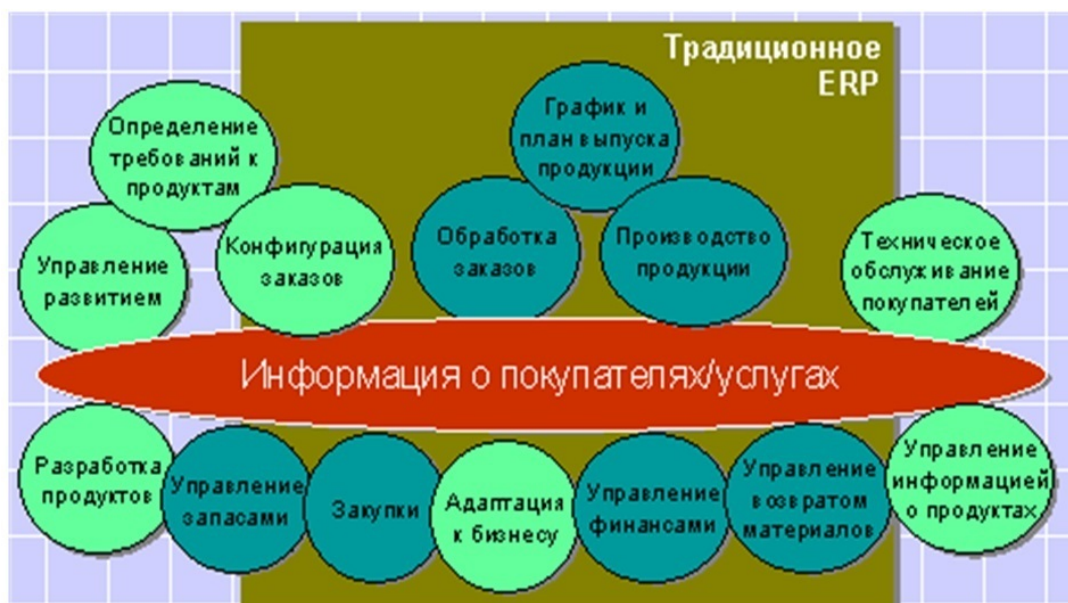 Традиционное
ERP
Определение
требований к
продуктам
График и
план выпуска
продукции
Управление
развитием
Конфигурация
заказов
Обработка
заказов
Производство
продукции
Техническое
обслуживание
покупателей
Информация о покупателях/услугах
Разработка
продуктов
Управление
запасами
Закупки
Адаптация
к бизнесу
Управление
финансами
Управление
возвратом
материалов
Управление
информацией
о продуктах